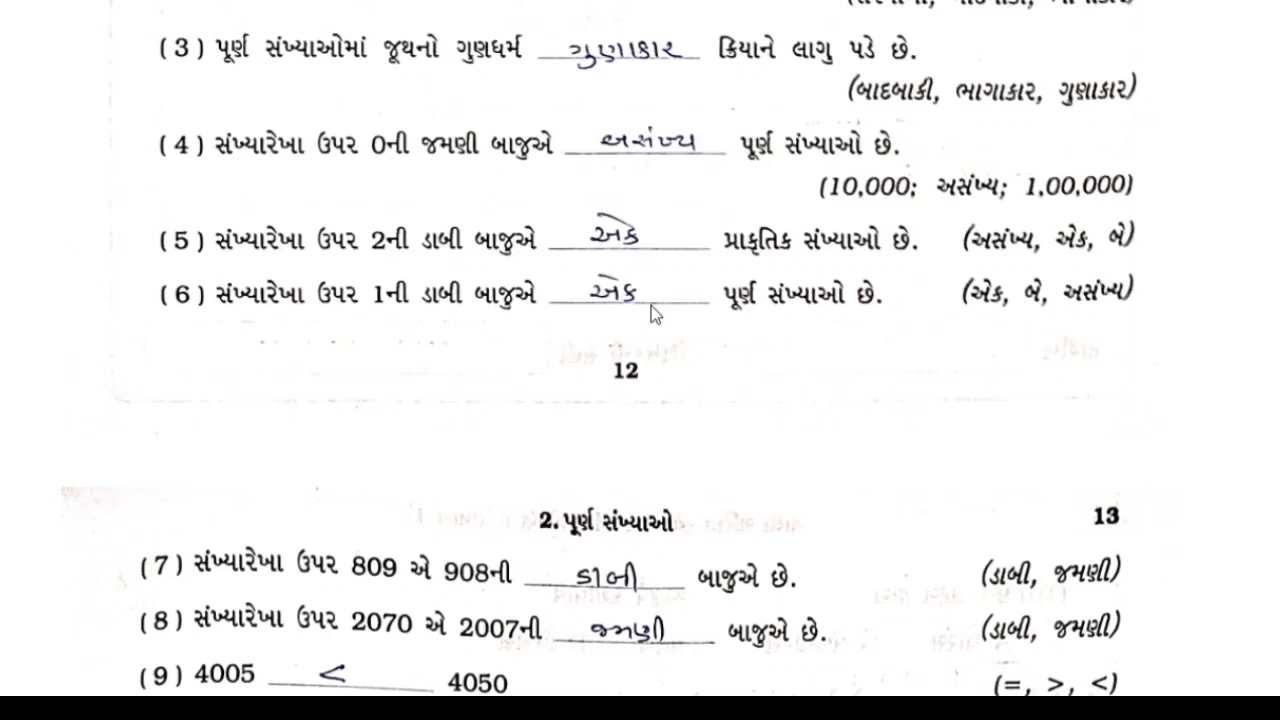 (3) પૂર્ણ સંખ્યાઓમાં જૂથનો ગુણધર્મ ગુણાકાર ક્રિયાને લાગુ પડે છે.
(બાદબાકી, ભાગાકાર, ગુણાકાર)
(4) સંખ્યારેખા ઉપર 0ની જમણી બાજુએ અસંખ્ય પૂર્ણ સંખ્યાઓ છે.
(10,000; અસંખ્ય; 1,00,000)
(5) સંખ્યારેખા ઉપર 2ની ડાબી બાજુએ એક પ્રાકૃતિક સંખ્યાઓ છે. (અસંખ્ય, એક, બે)
(6) સંખ્યારેખા ઉપર 1ની ડાબી બાજુએ એક પૂર્ણ સંખ્યાઓ છે. (એક, બે, અસંખ્ય)
12
2. પૂર્ણ સંખ્યાઓ 13
(7) સંખ્યારેખા ઉપર 809 એ 908ની ડાબી બાજુએ છે. (ડાબી, જમણી)
(8) સંખ્યારેખા ઉપર 2070 એ 2007ની જમણી બાજુએ છે. (ડાબી, જમણી)
(9) 4005 < 4050 (=, >, <)